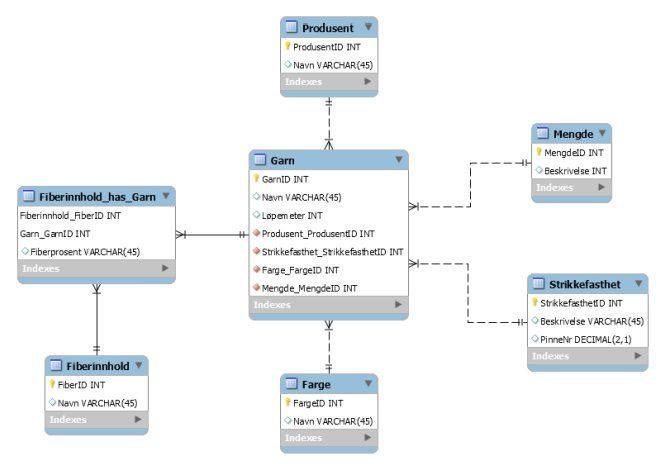 Produsent
ProdusentID INT
Navn VARCHAR(45)
Indexes
Mengde
MengdeID INT
Beskrivelse INT
Indexes
Garn
GarnID INT
Navn VARCHAR(45)
Løpemeter INT
Produsent_ProdusentID INT
Strikkefasthet_StrikkefasthetID INT
Farge_FargeID INT
Mengde_MengdeID INT
Indexes
Fiberinnhold_has_Garn
Fiberinnhold_FiberID INT
Garn_GarnID INT
Fiberprosent VARCHAR(45)
Indexes
Strikkefasthet
StrikkefasthetID INT
Beskrivelse VARCHAR(45)
PinneNr DECIMAL(2,1)
Indexes
Fiberinnhold
FiberID INT
Navn VARCHAR(45)
Indexes
Farge
FargeID INT
Navn VARCHAR(45)
Indexes